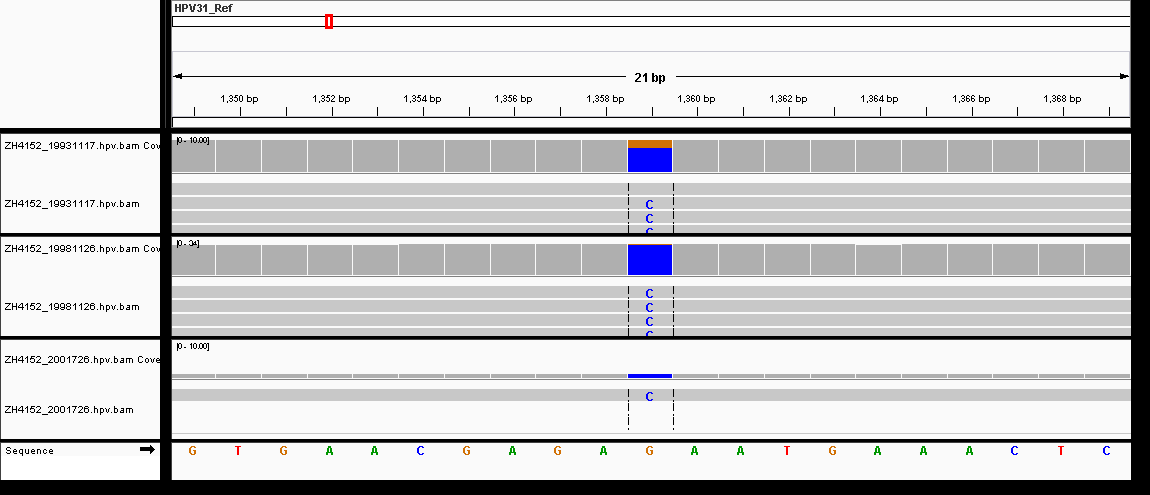 HPV31_Ref
21 bp
1,350 bp 1,352 bp 1,354 bp 1,356 bp 1,358 bp 1,360 bp 1,362 bp 1,364 bp 1,366 bp 1,368 bp
ZH4152_19931117.hpv.bam Cov
[0 - 10.00]
ZH4152_19931117.hpv.bam
C
C
C
ZH4152_19981126.hpv.bam Cov
[0 - 34]
C
ZH4152_19981126.hpv.bam
C
C
C
[0 - 10.00]
ZH4152_2001726.hpv.bam Cove
C
ZH4152_2001726.hpv.bam
Sequence G T G A A C G A G A G A A T G A A A C T C